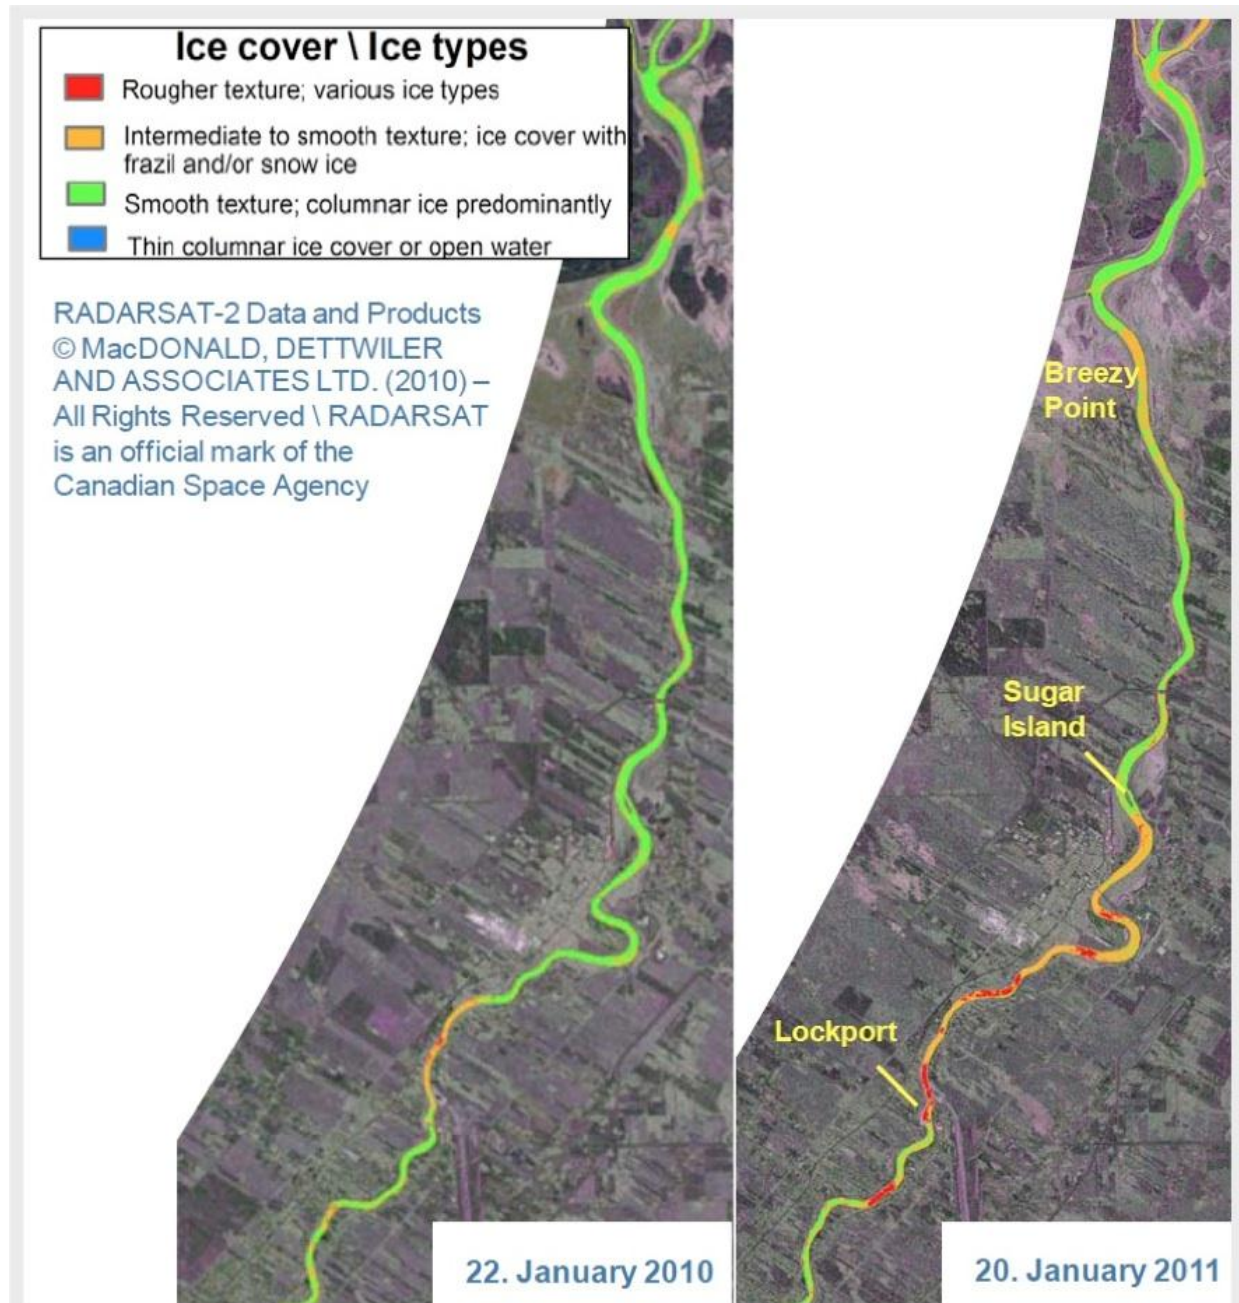 Ice cover \ Ice types
Rougher texture; various ice types
Intermediate to smooth texture; ice cover with
frazil and/or snow ice
Smooth texture; columnar ice predominantly
Thin columnar ice cover or open water
RADARSAT-2 Data and Products
© MacDONALD, DETTWILER
AND ASSOCIATES LTD. (2010) –
All Rights Reserved \ RADARSAT
is an official mark of the
Canadian Space Agency
Breezy
Point
Sugar
Island
Lockport
22. January 2010
20. January 2011